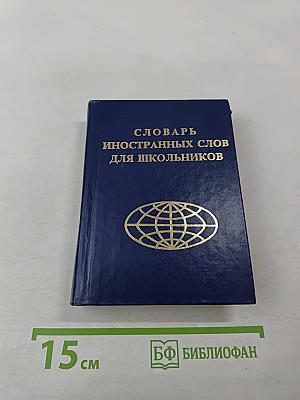 СЛОВАРЬ
ИНОСТРАННЫХ СЛОВ
ДЛЯ ШКОЛЬНИКОВ
15 см
БФ БИБЛИОФАН